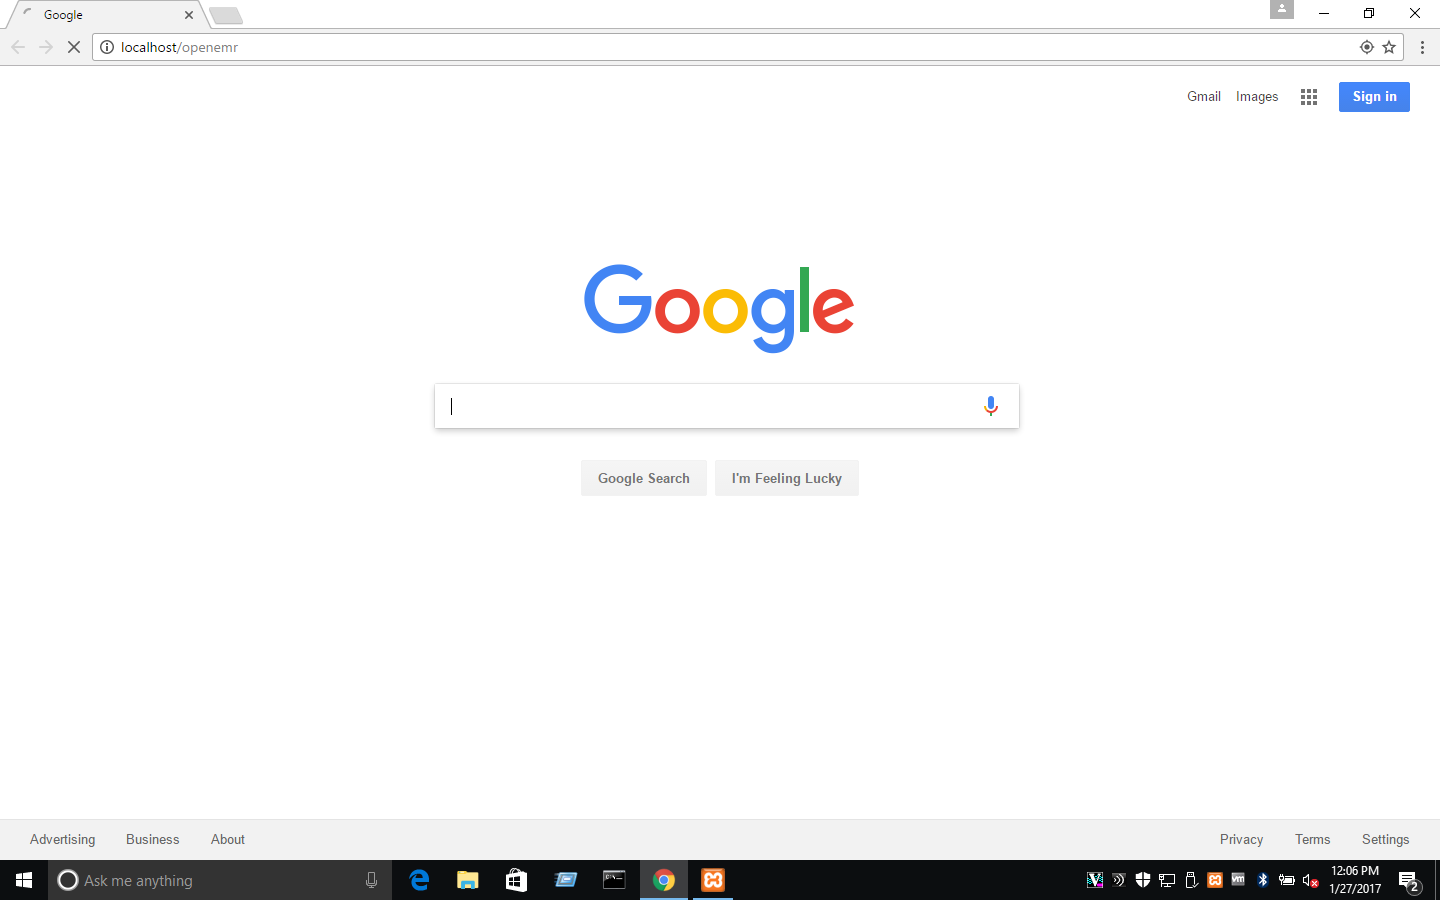 Google
localhost/openemr
Gmail Images Sign in
Google
Google Search I'm Feeling Lucky
Advertising Business About Privacy Terms Settings
Ask me anything
12:06 PM
1/27/2017
2